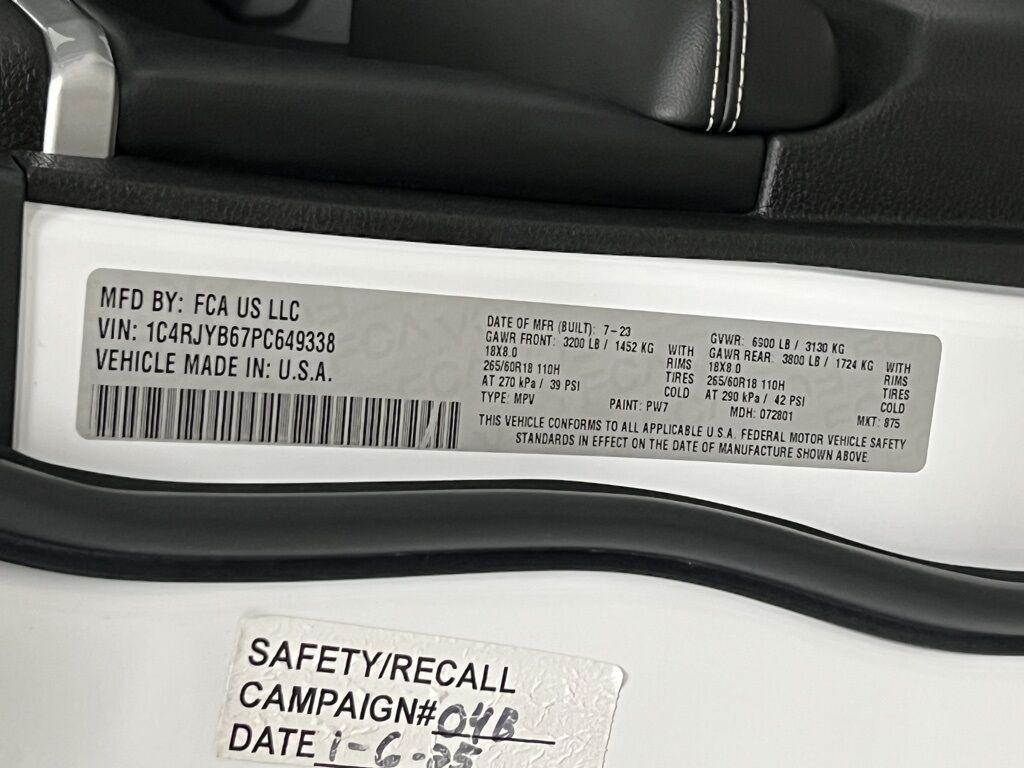 MFD BY: FCA US LLC
VIN: 1C4RJYB67PC649338
VEHICLE MADE IN: U.S.A.
DATE OF MFR (BUILT): 7-23
GVWR: 6900 LB / 3130 KG
GAWR FRONT: 3200 LB / 1452 KG WITH
18X8.0 RIMS
265/60R18 110H TIRES
AT 270 kPa / 39 PSI COLD
GAWR REAR: 3800 LB / 1724 KG WITH
18X8.0 RIMS
265/60R18 110H TIRES
AT 290 kPa / 42 PSI COLD
TYPE: MPV PAINT: PW7 MDH: 072801 MKT: 875
THIS VEHICLE CONFORMS TO ALL APPLICABLE U.S.A. FEDERAL MOTOR VEHICLE SAFETY
STANDARDS IN EFFECT ON THE DATE OF MANUFACTURE SHOWN ABOVE.
SAFETY/RECALL
CAMPAIGN# 04B
DATE 1-6-25